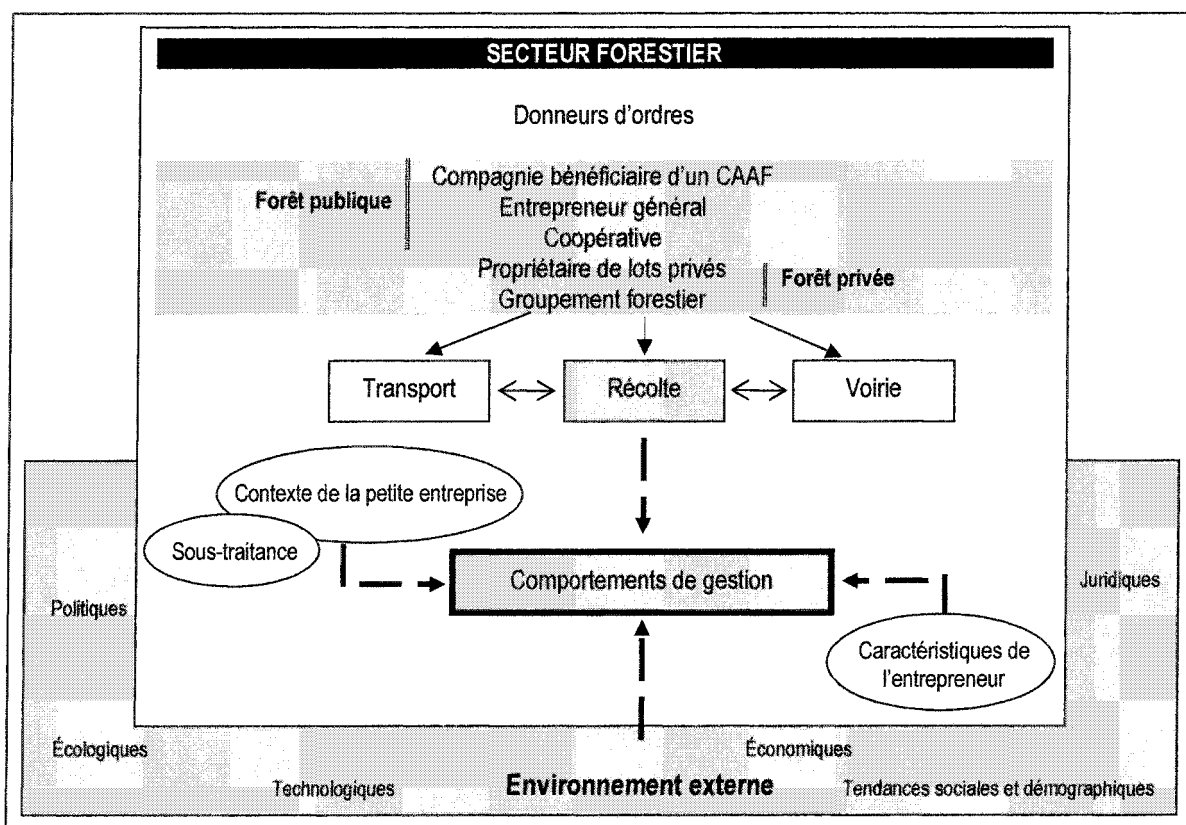 SECTEUR FORESTIER
Donneurs d'ordres
Compagnie bénéficiaire d'un CAAF
Forêt publique
Entrepreneur général
Coopérative
Propriétaire de lots privés
Forêt privée
Groupement forestier
Transport
Récolte
Voirie
Contexte de la petite entreprise
Sous-traitance
Comportements de gestion
Juridiques
Politiques
Caractéristiques de
l'entrepreneur
Écologiques
Économiques
Technologiques
Environnement externe
Tendances sociales et démographiques